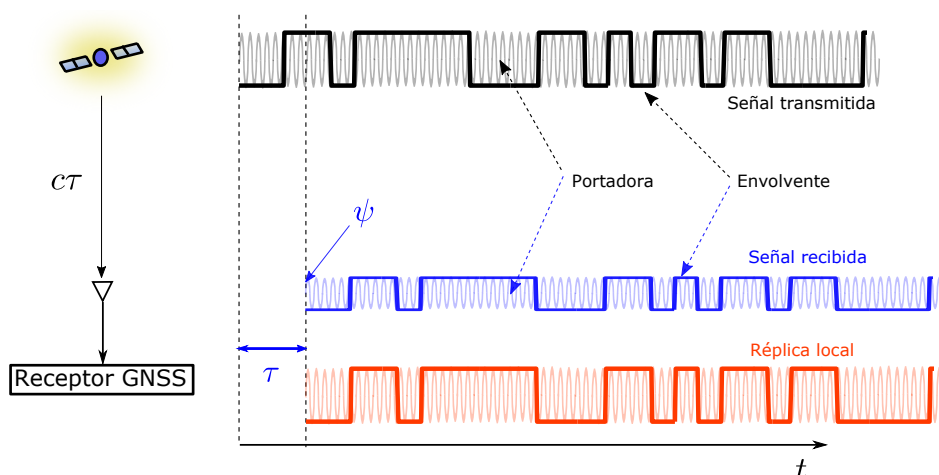 Señal transmitida
cτ
Portadora
Envolvente
ψ
Señal recibida
τ
Réplica local
Receptor GNSS
t